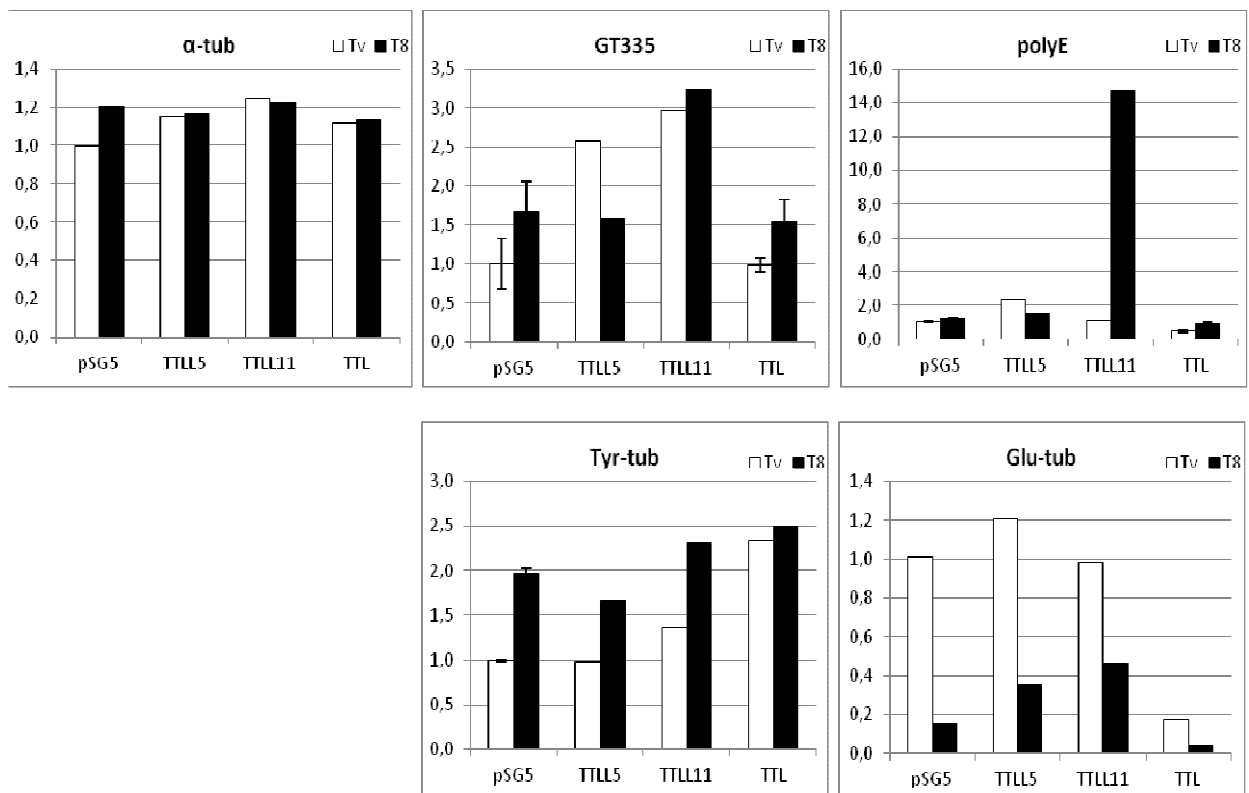 α-tub
Tv T8
1,4
1,2
1,0
0,8
0,6
0,4
0,2
0,0
pSG5 TTLL5 TTLL11 TTL
GT335
Tv T8
3,5
3,0
2,5
2,0
1,5
1,0
0,5
0,0
pSG5 TTLL5 TTLL11 TTL
polyE
Tv T8
16,0
14,0
12,0
10,0
8,0
6,0
4,0
2,0
0,0
pSG5 TTLL5 TTLL11 TTL
Tyr-tub
Tv T8
3,0
2,5
2,0
1,5
1,0
0,5
0,0
pSG5 TTLL5 TTLL11 TTL
Glu-tub
Tv T8
1,4
1,2
1,0
0,8
0,6
0,4
0,2
0,0
pSG5 TTLL5 TTLL11 TTL